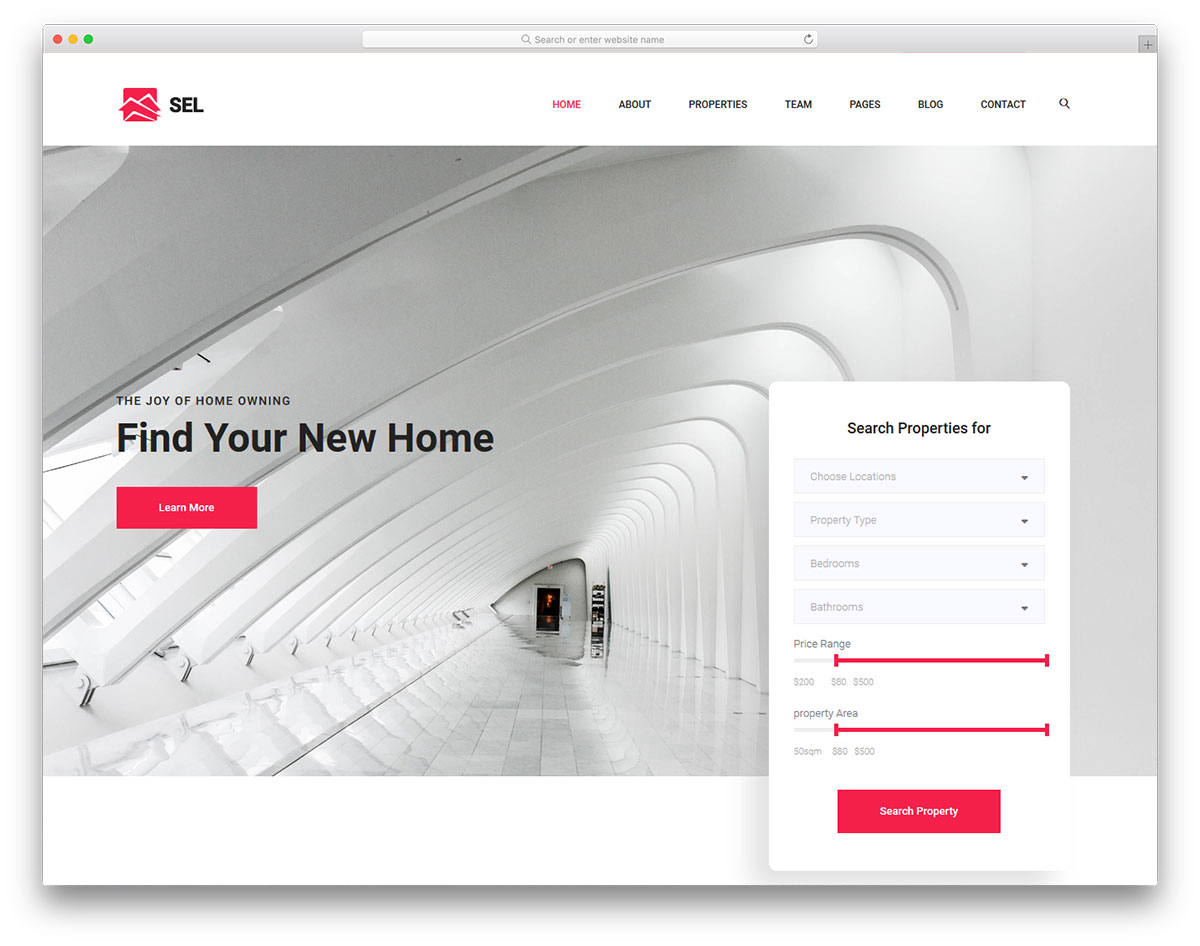 Search or enter website name
SEL
HOME ABOUT PROPERTIES TEAM PAGES BLOG CONTACT
THE JOY OF HOME OWNING
Find Your New Home
Learn More
Search Properties for
Choose Locations
Property Type
Bedrooms
Bathrooms
Price Range
$200 $80 $500
property Area
50sqm $80 $500
Search Property